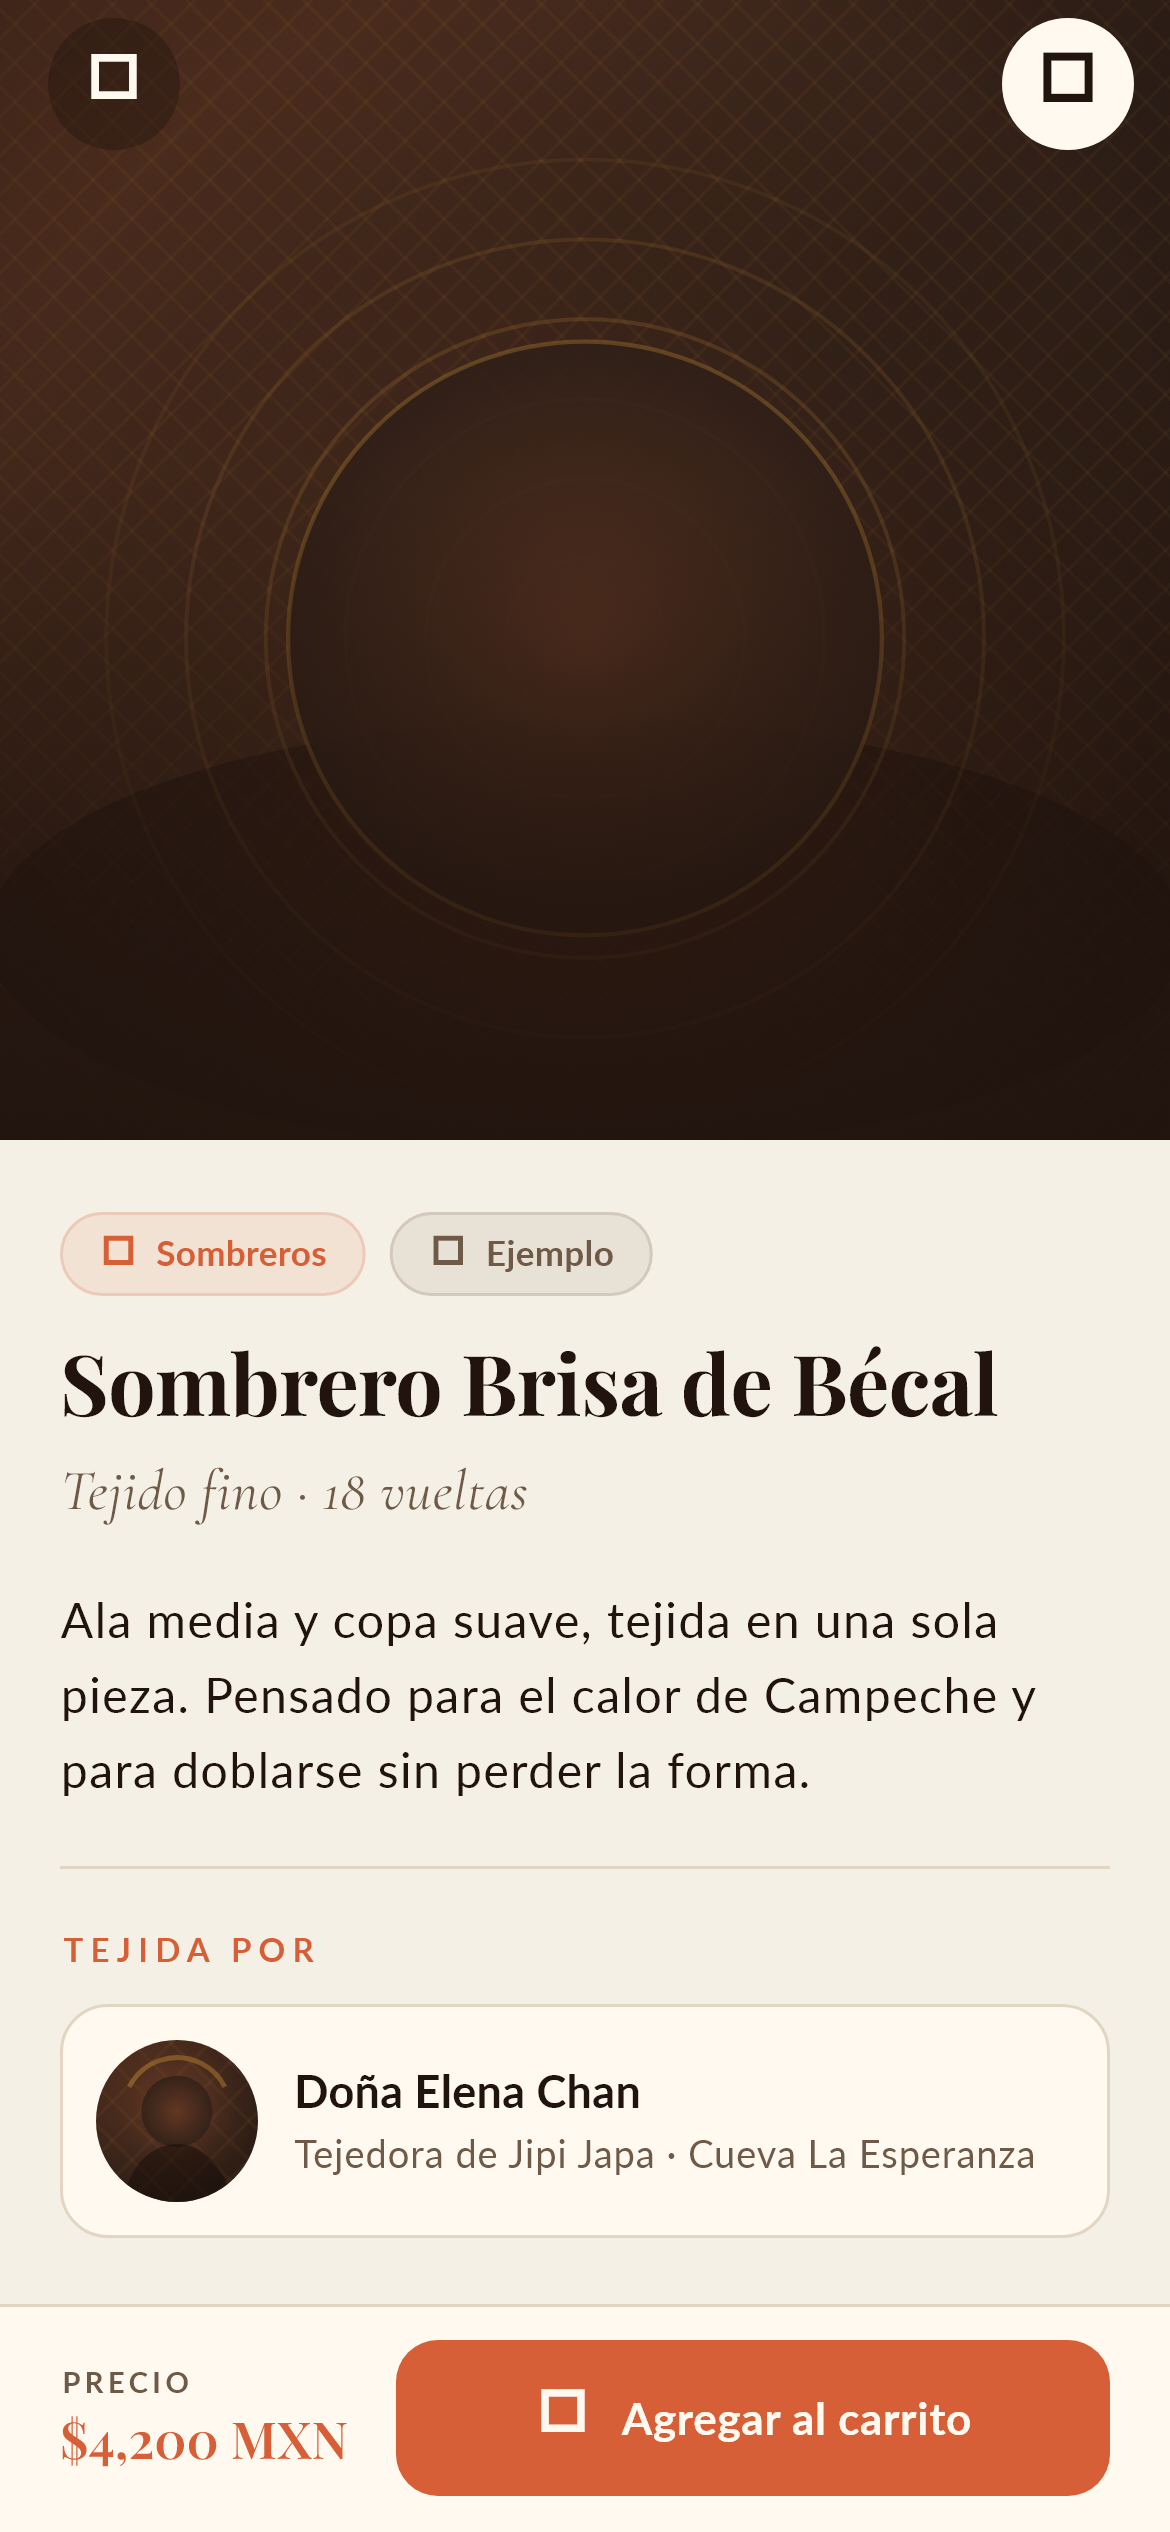 Sombreros
Ejemplo
Sombrero Brisa de Bécal
Tejido fino · 18 vueltas
Ala media y copa suave, tejida en una sola
pieza. Pensado para el calor de Campeche y
para doblarse sin perder la forma.
TEJIDA POR
Doña Elena Chan
Tejedora de Jipi Japa · Cueva La Esperanza
PRECIO
$4,200 MXN
Agregar al carrito